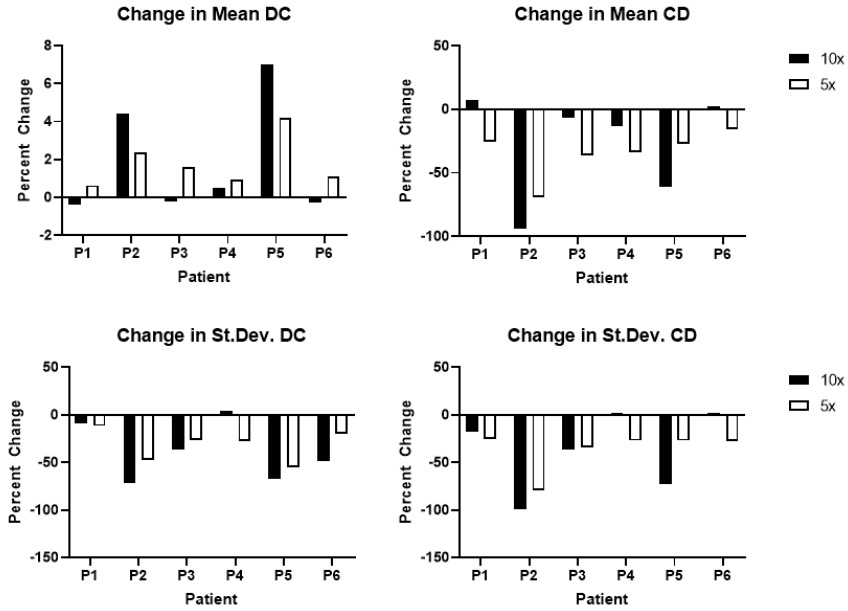 Change in Mean DC
Percent Change
8
6
4
2
0
-2
P1 P2 P3 P4 P5 P6
Patient
Change in Mean CD
Percent Change
50
0
-50
-100
P1 P2 P3 P4 P5 P6
Patient
10x
5x
Change in St.Dev. DC
Percent Change
50
0
-50
-100
-150
P1 P2 P3 P4 P5 P6
Patient
Change in St.Dev. CD
Percent Change
50
0
-50
-100
-150
P1 P2 P3 P4 P5 P6
Patient
10x
5x